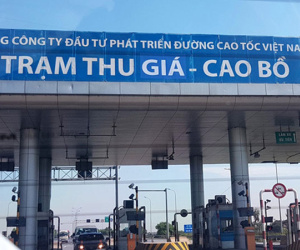 NG CÔNG TY ĐẦU TƯ PHÁT TRIỂN ĐƯỜNG CAO TỐC VIỆT NA
TRẠM THU GIÁ - CAO BỒ